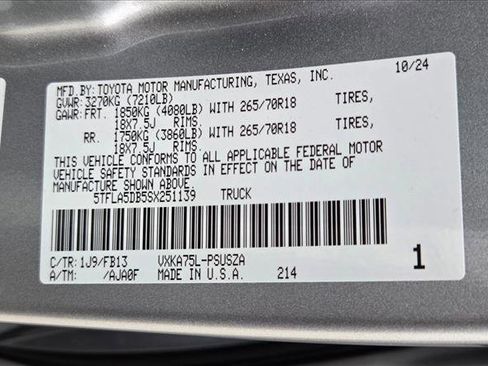 MFD.BY:TOYOTA MOTOR MANUFACTURING, TEXAS, INC. 10/24
GVWR: 3270KG (7210LB)
GAWR:FRT. 1850KG (4080LB) WITH 265/70R18 TIRES,
18X7.5J RIMS.
RR. 1750KG (3860LB) WITH 265/70R18 TIRES,
18X7.5J RIMS.
THIS VEHICLE CONFORMS TO ALL APPLICABLE FEDERAL MOTOR
VEHICLE SAFETY STANDARDS IN EFFECT ON THE DATE OF
MANUFACTURE SHOWN ABOVE.
5TFLA5DB5SX251139 TRUCK
C/TR:1J9/FB13 VXKA75L-PSUSZA
A/TM: /AJA0F MADE IN U.S.A. 214 1